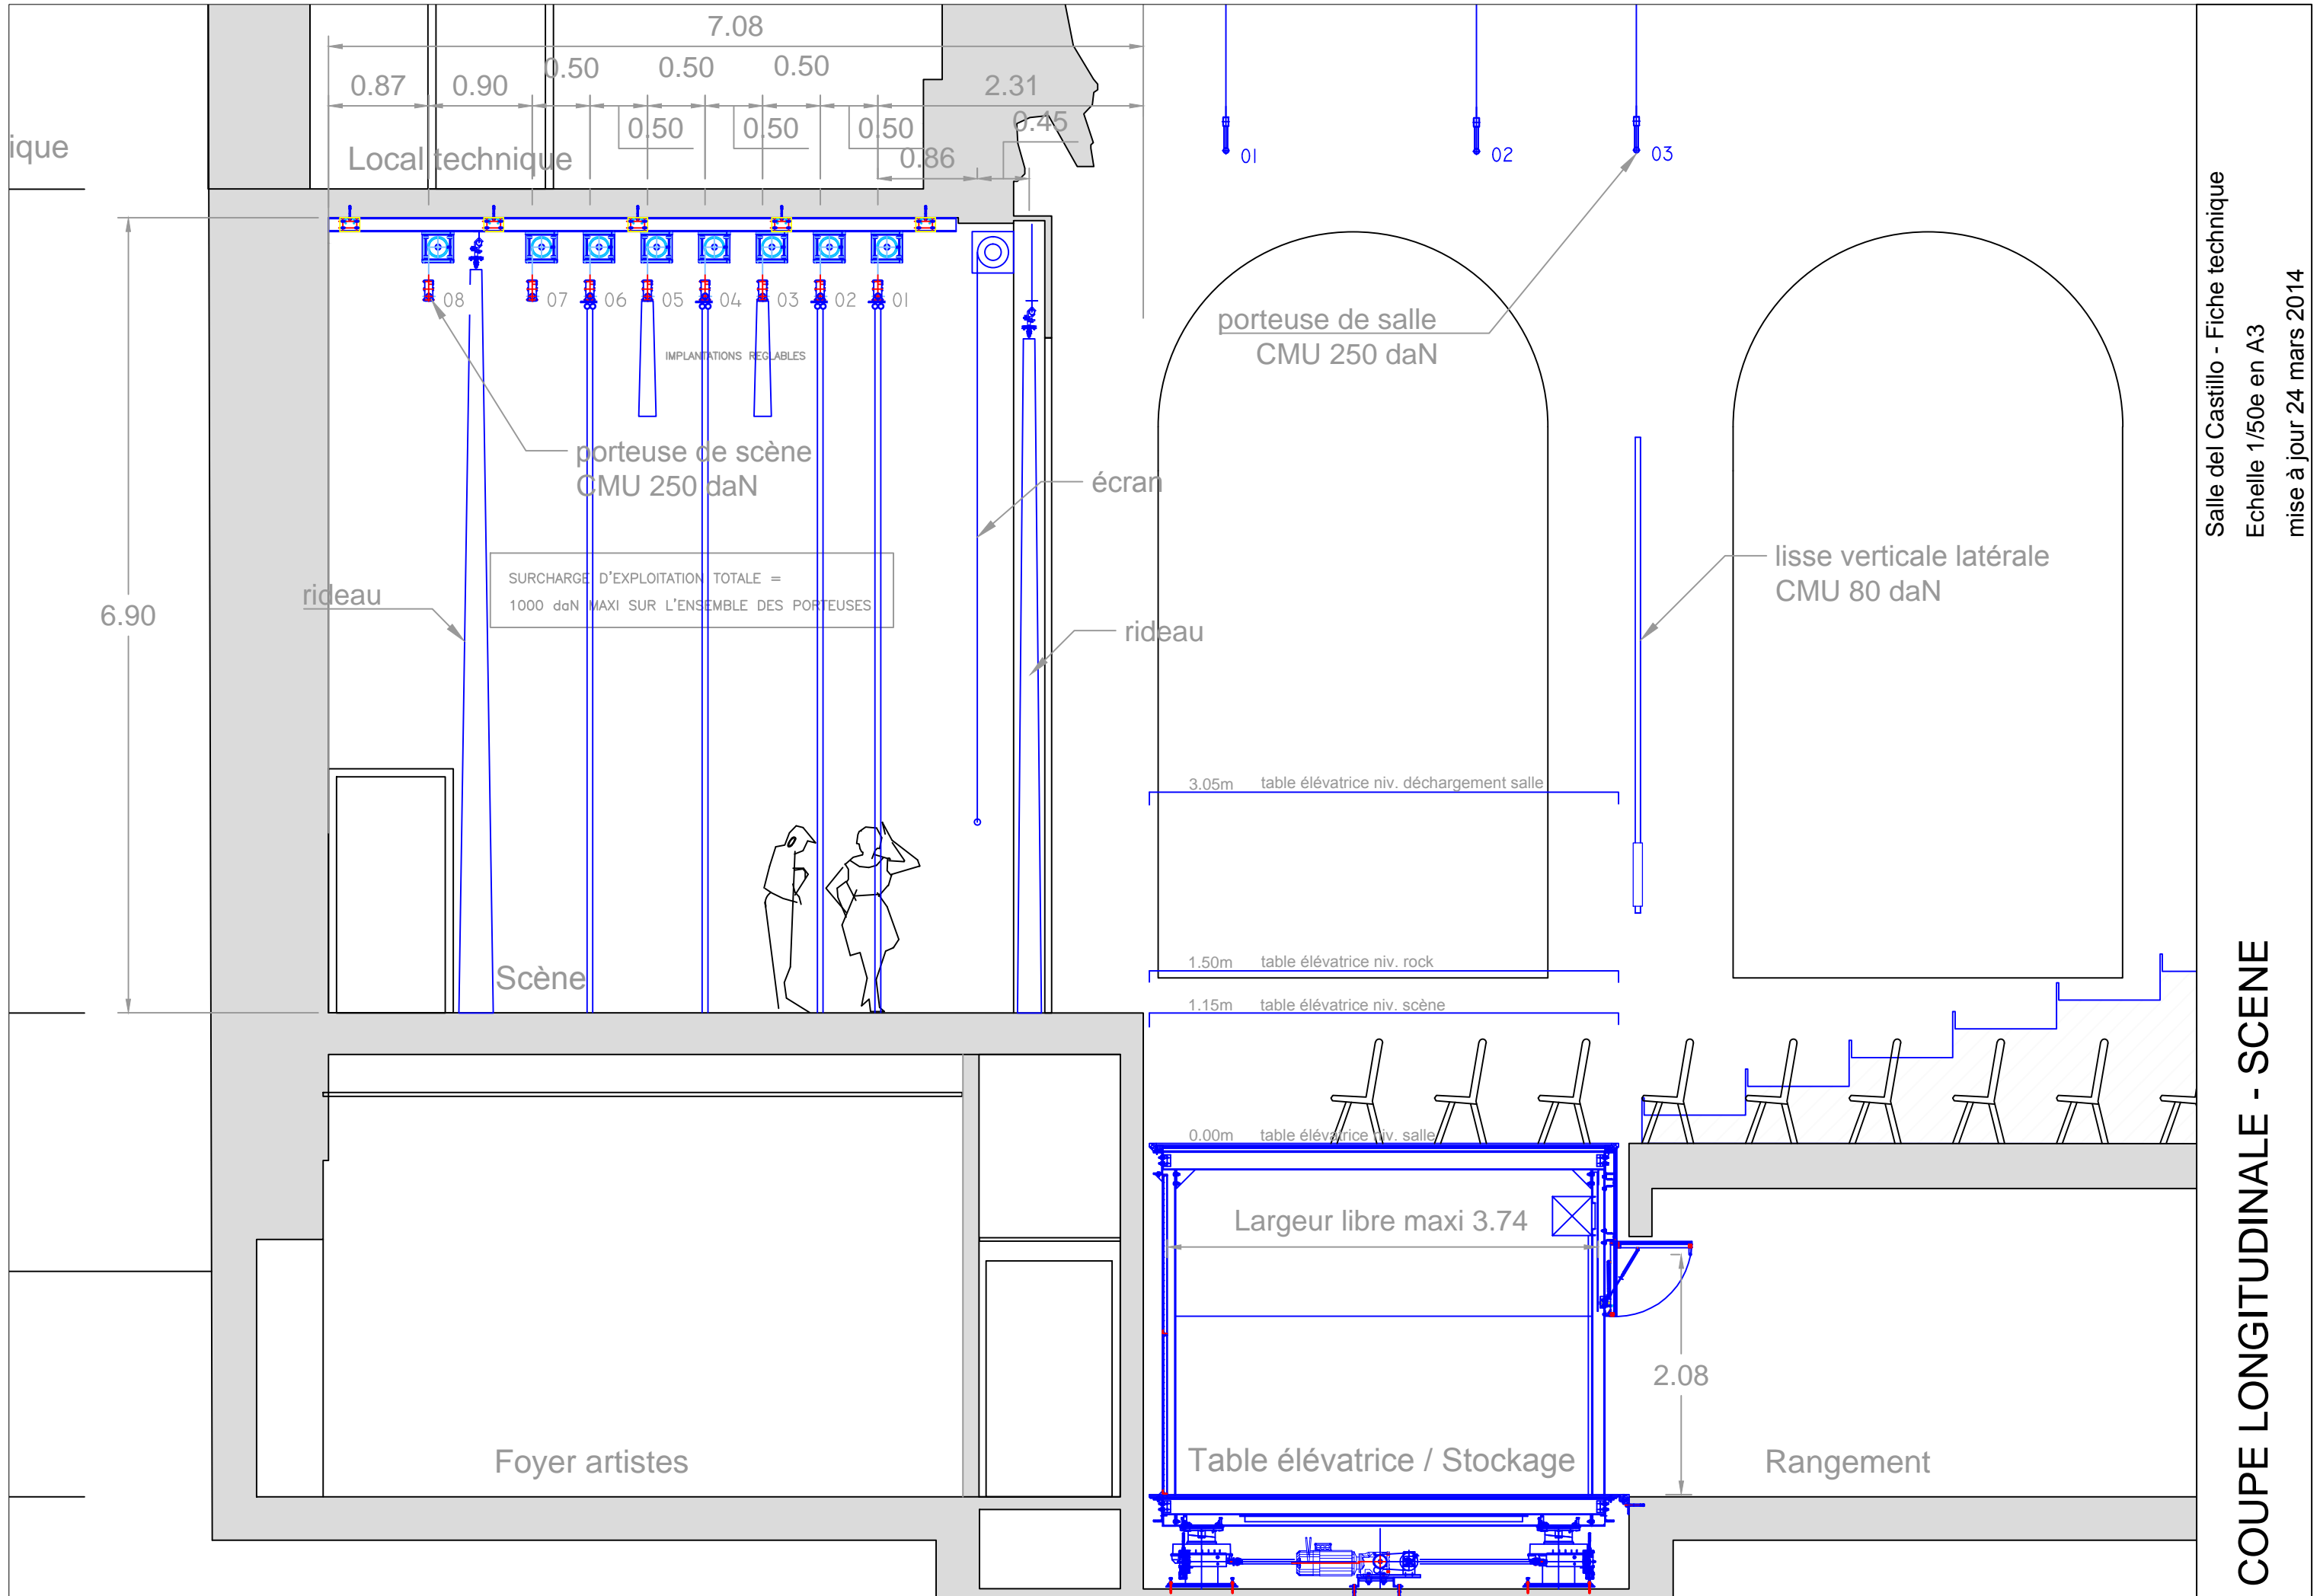 7.08
0.50
0.50
0.50
0.87
0.90
2.31
0.50
0.50
0.50
0.45
ique
Local technique
0.86
01
02
03
08
07
06
05
04
03
02
01
IMPLANTATIONS REGLABLES
porteuse de salle
CMU 250 daN
porteuse de scène
CMU 250 daN
écran
SURCHARGE D'EXPLOITATION TOTALE =
1000 daN MAXI SUR L'ENSEMBLE DES PORTEUSES
rideau
6.90
rideau
lisse verticale latérale
CMU 80 daN
3.05m table élévatrice niv. déchargement salle
1.50m table élévatrice niv. rock
Scène
1.15m table élévatrice niv. scène
0.00m table élévatrice niv. salle
Largeur libre maxi 3.74
2.08
Foyer artistes
Table élévatrice / Stockage
Rangement
Salle del Castillo - Fiche technique
Echelle 1/50e en A3
mise à jour 24 mars 2014
COUPE LONGITUDINALE - SCENE